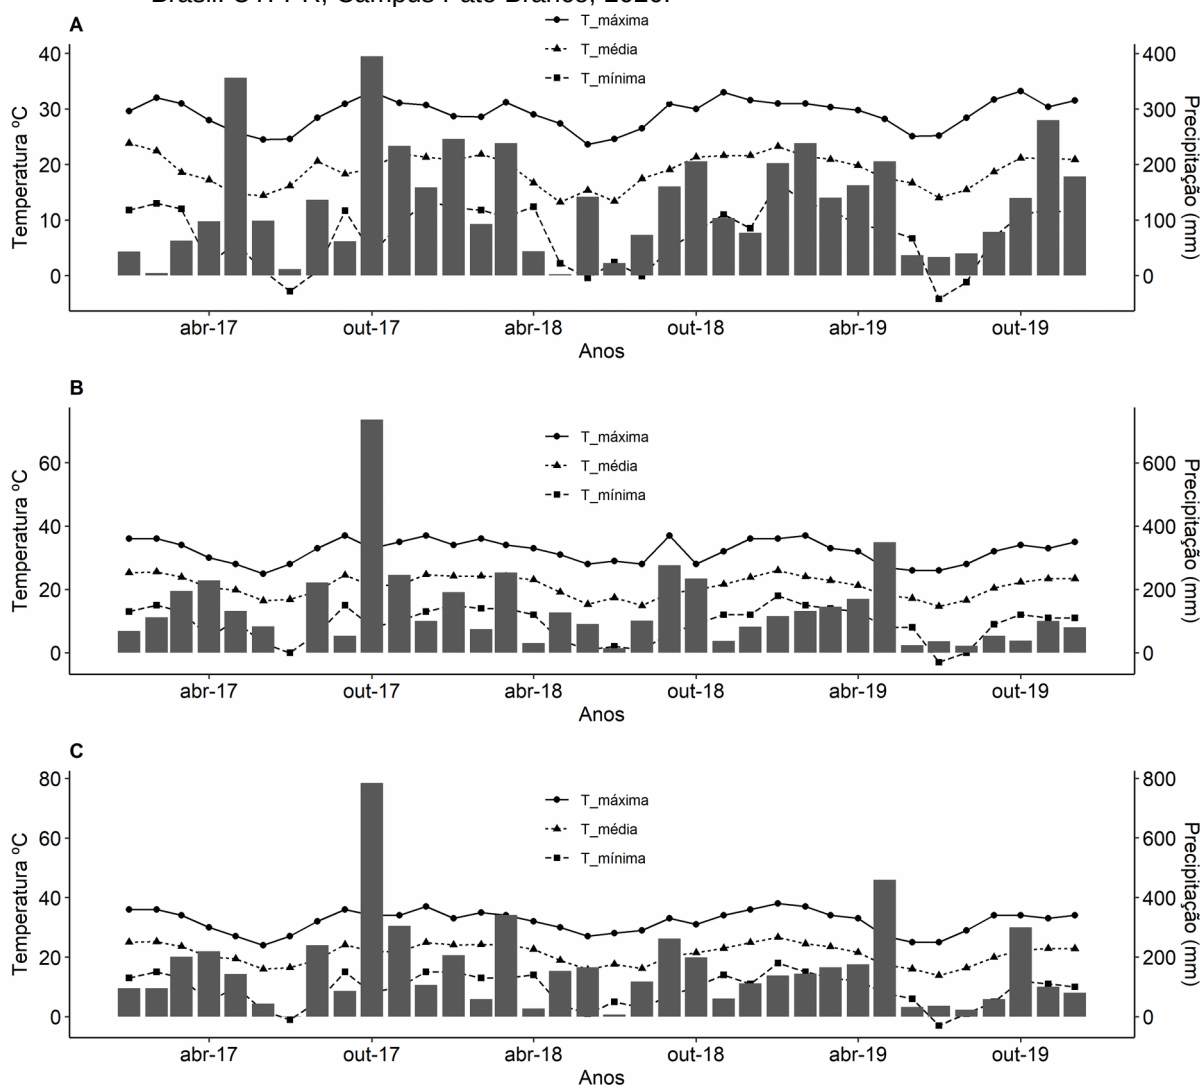 Brasil. UTFPR, Câmpus Pato Branco, 2020.
A
T_máxima
T_média
T_mínima
40
30
20
10
0
Temperatura ºC
400
300
200
100
0
Precipitação (mm)
abr-17 out-17 abr-18 out-18 abr-19 out-19
Anos
B
T_máxima
T_média
T_mínima
60
40
20
0
Temperatura ºC
600
400
200
0
Precipitação (mm)
abr-17 out-17 abr-18 out-18 abr-19 out-19
Anos
C
T_máxima
T_média
T_mínima
80
60
40
20
0
Temperatura ºC
800
600
400
200
0
Precipitação (mm)
abr-17 out-17 abr-18 out-18 abr-19 out-19
Anos